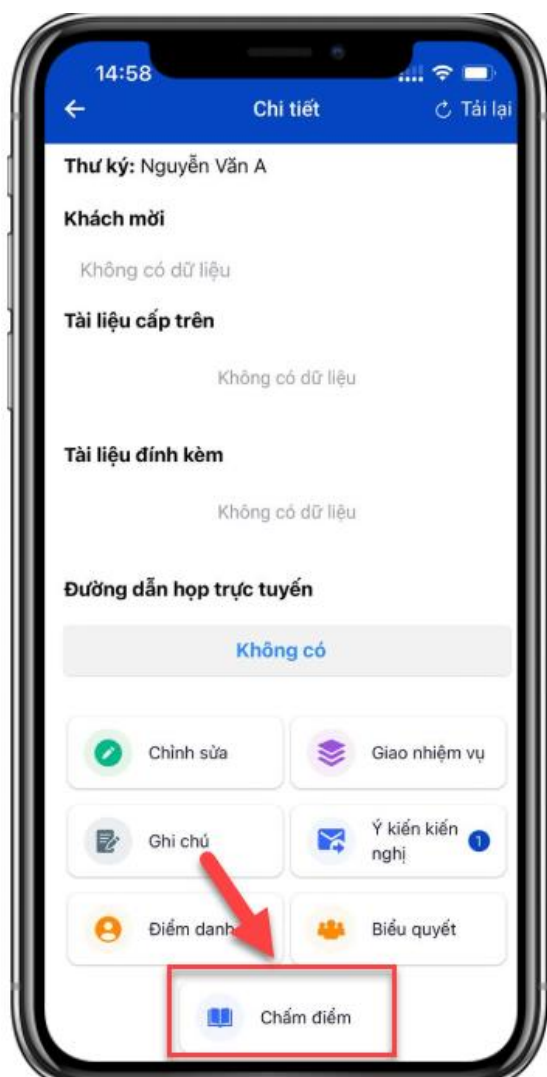 14:58
Chi tiết
Tải lại
Thư ký: Nguyễn Văn A
Khách mời
Không có dữ liệu
Tài liệu cấp trên
Không có dữ liệu
Tài liệu đính kèm
Không có dữ liệu
Đường dẫn họp trực tuyến
Không có
Chỉnh sửa
Giao nhiệm vụ
Ghi chú
Ý kiến kiến
nghị
1
Điểm danh
Biểu quyết
Chấm điểm